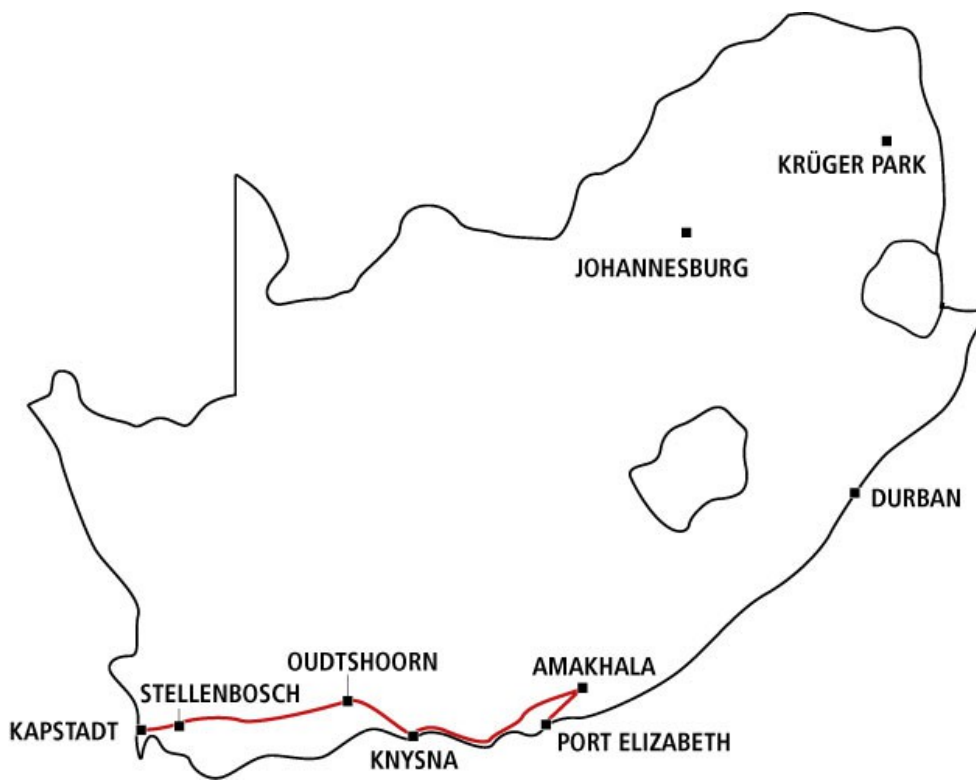 KRÜGER PARK
JOHANNESBURG
DURBAN
AMAKHALA
OUDTSHOORN
STELLENBOSCH
KAPSTADT
PORT ELIZABETH
KNYSNA